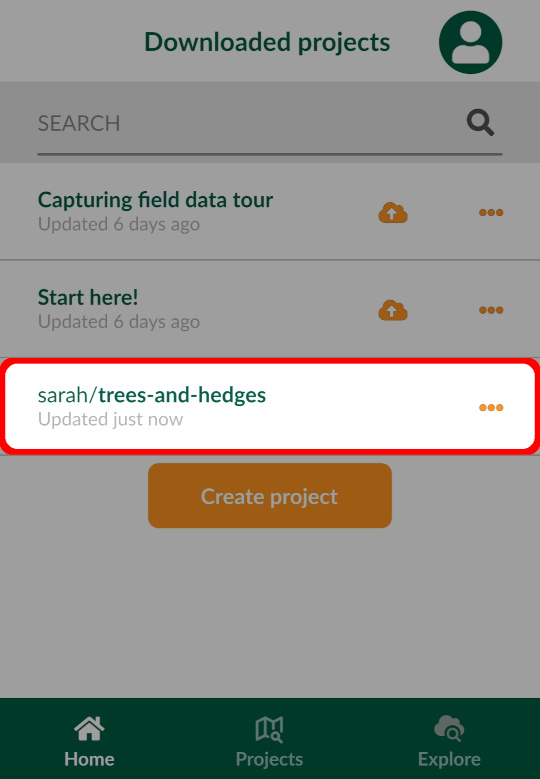 Downloaded projects
SEARCH
Capturing field data tour
Updated 6 days ago
Start here!
Updated 6 days ago
sarah/trees-and-hedges
Updated just now
Create project
Home Projects Explore